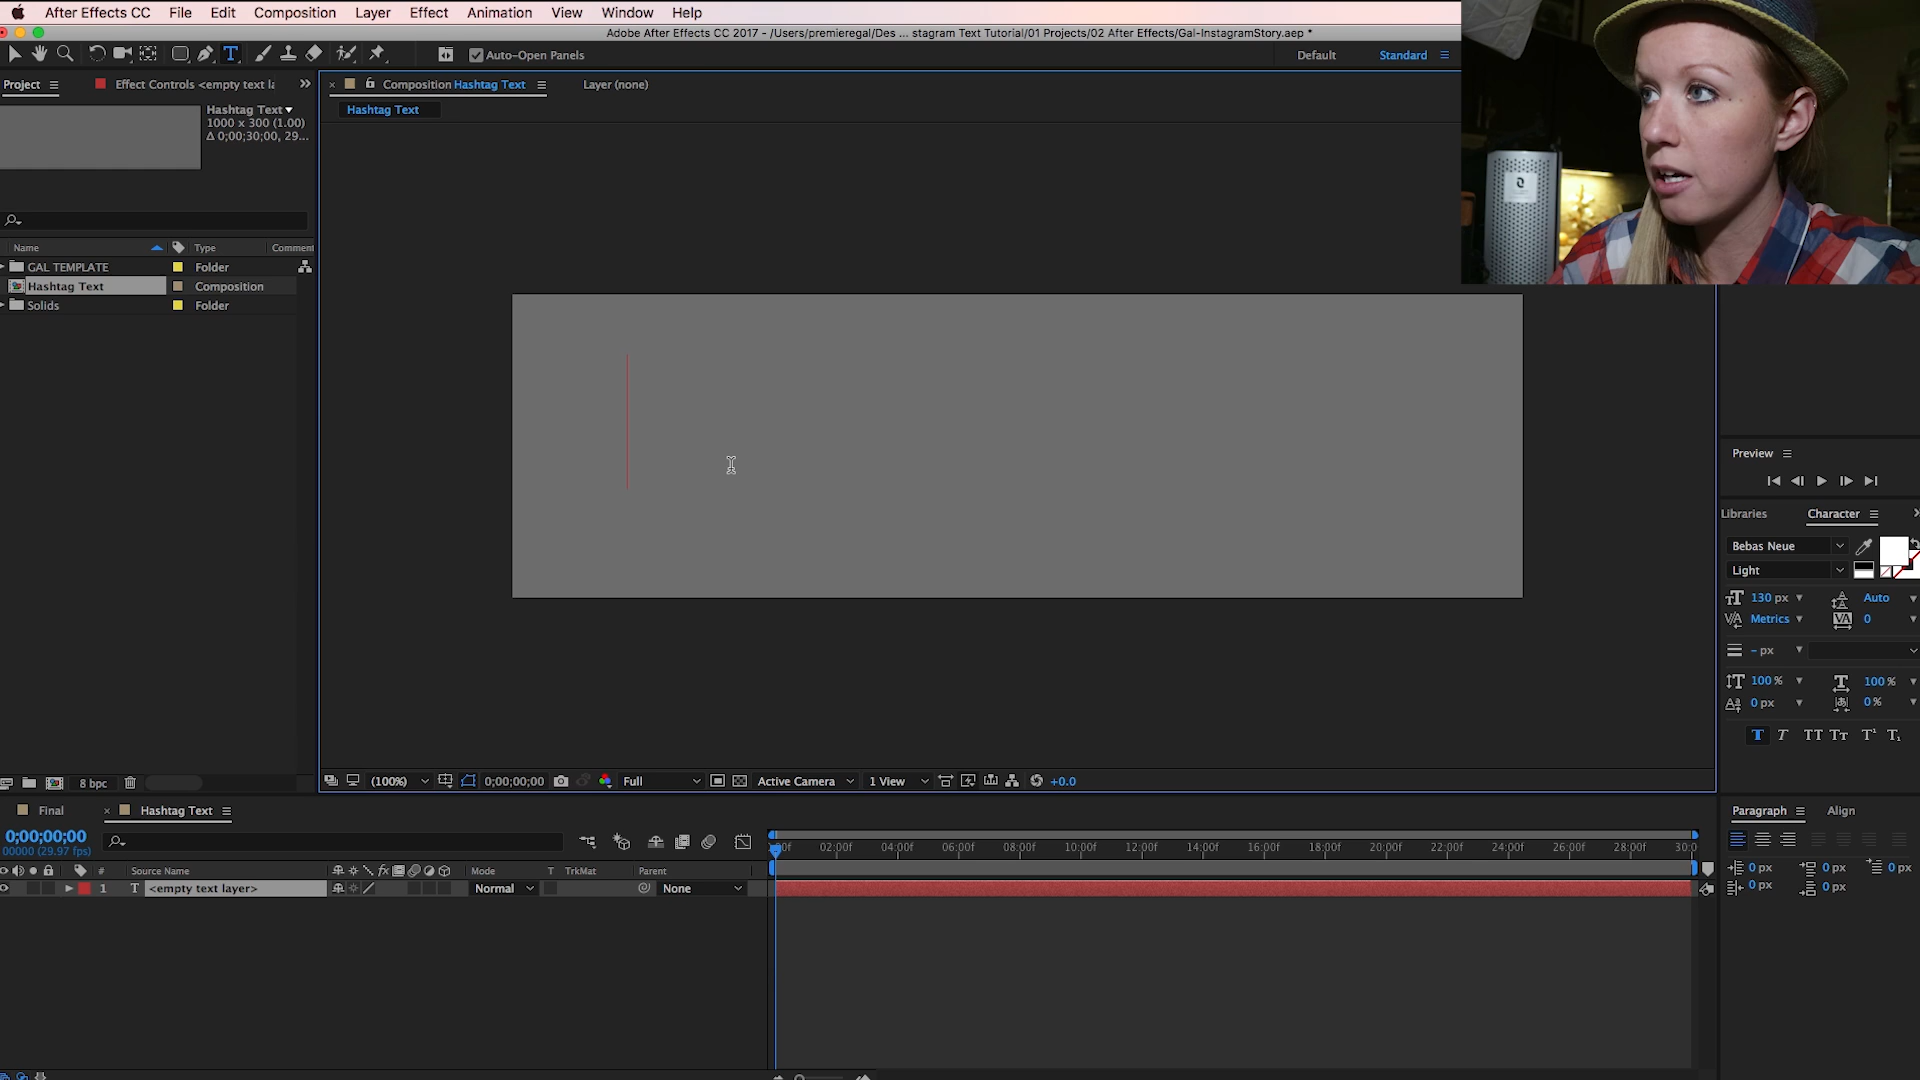 After Effects CC File Edit Composition Layer Effect Animation View Window Help
Adobe After Effects CC 2017 - /Users/premieregal/Des ... stagram Text Tutorial/01 Projects/02 After Effects/Gal-InstagramStory.aep *
Auto-Open Panels Default Standard
Project Effect Controls <empty text la Composition Hashtag Text Layer (none)
Hashtag Text
Hashtag Text
1000 x 300 (1.00)
Δ 0;00;30;00, 29...
Name Type Comment
GAL TEMPLATE Folder
Hashtag Text Composition
Solids Folder
Preview
Libraries Character
Bebas Neue
Light
130 px Auto
Metrics 0
- px
100 % 100 %
0 px 0 %
8 bpc (100%) 0;00;00;00 Full Active Camera 1 View +0.0
Final Hashtag Text Paragraph Align
0;00;00;00
00000 (29.97 fps)
:00f 02:00f 04:00f 06:00f 08:00f 10:00f 12:00f 14:00f 16:00f 18:00f 20:00f 22:00f 24:00f 26:00f 28:00f 30:0
# Source Name Mode T TrkMat Parent
1 T <empty text layer> Normal None
0 px 0 px 0 px
0 px 0 px